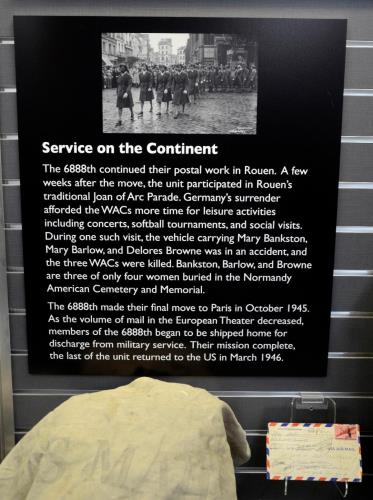 Service on the Continent
The 6888th continued their postal work in Rouen. A few
weeks after the move, the unit participated in Rouen's
traditional Joan of Arc Parade. Germany's surrender
afforded the WACs more time for leisure activities
including concerts, softball tournaments, and social visits.
During one such visit, the vehicle carrying Mary Bankston,
Mary Barlow, and Delores Browne was in an accident, and
the three WACs were killed. Bankston, Barlow, and Browne
are three of only four women buried in the Normandy
American Cemetery and Memorial.
The 6888th made their final move to Paris in October 1945.
As the volume of mail in the European Theater decreased,
members of the 6888th began to be shipped home for
discharge from military service. Their mission complete,
the last of the unit returned to the US in March 1946.
VIA AIR MAIL